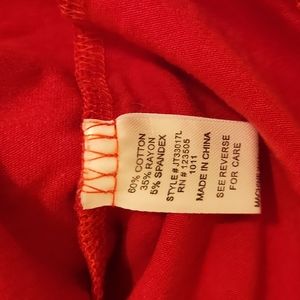 60% COTTON
35% RAYON
5% SPANDEX
STYLE# JT33017L
RN # 123505
1011
MADE IN CHINA
SEE REVERSE
FOR CARE